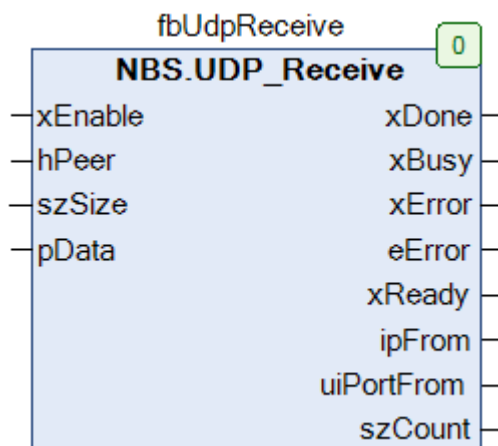 fbUdpReceive
0
NBS.UDP_Receive
xEnable xDone
hPeer xBusy
szSize xError
pData eError
xReady
ipFrom
uiPortFrom
szCount